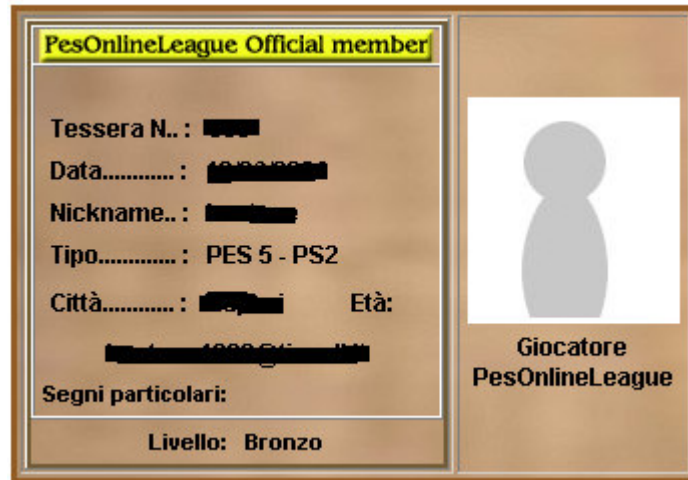 PesOnlineLeague Official member
Tessera N.. :
Data............ :
Nickname.. :
Tipo............. : PES 5 - PS2
Città........... : Età:
Segni particolari:
Livello: Bronzo
Giocatore
PesOnlineLeague